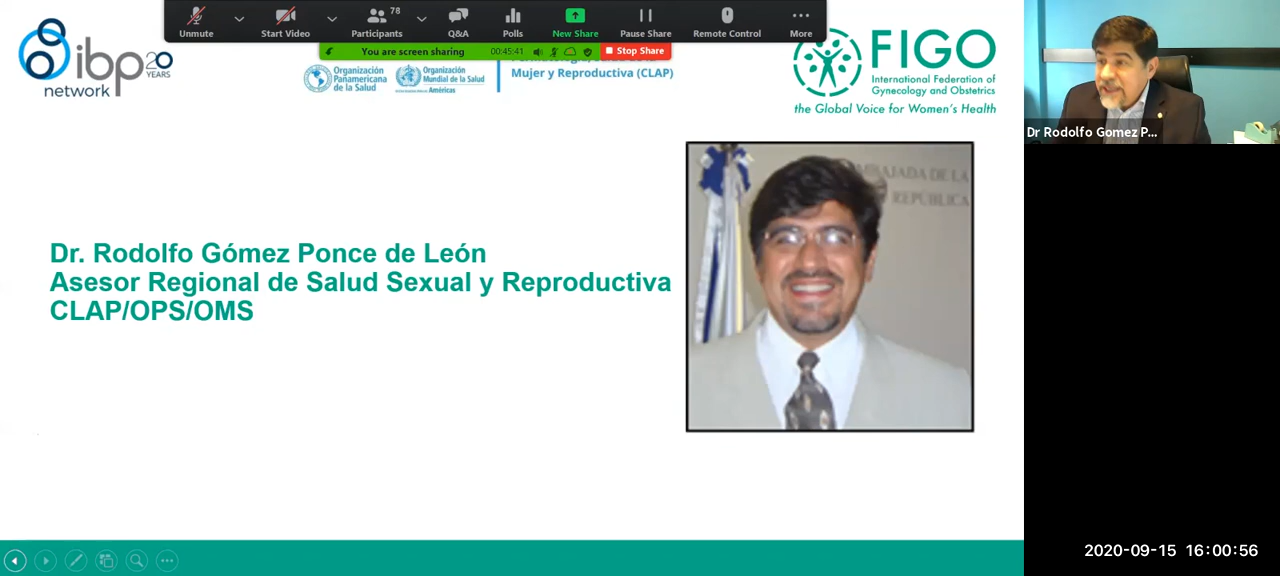 Unmute
Start Video
78
Participants
Q&A
Polls
New Share
Pause Share
Remote Control
More
You are screen sharing
00:45:41
Stop Share
ibp 20
YEARS
network
Organización
Panamericana
de la Salud
Organización
Mundial de la Salud
Américas
Mujer y Reproductiva (CLAP)
FIGO
International Federation of
Gynecology and Obstetrics
the Global Voice for Women's Health
Dr Rodolfo Gomez P...
DE LA
REPÚBLICA
Dr. Rodolfo Gómez Ponce de León
Asesor Regional de Salud Sexual y Reproductiva
CLAP/OPS/OMS
2020-09-15 16:00:56